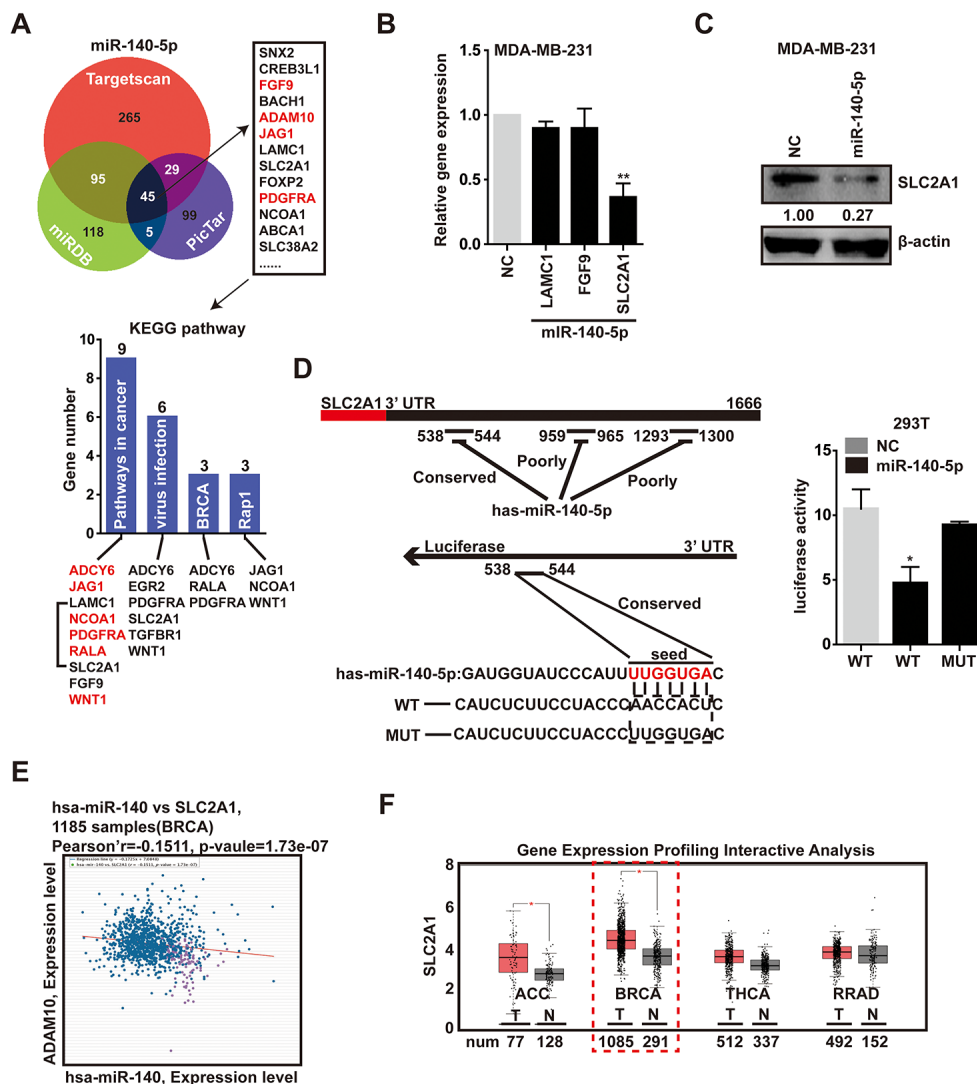 A
miR-140-5p
Targetscan
265
95
29
45
99
118
5
miRDB
PicTar
SNX2
CREB3L1
FGF9
BACH1
ADAM10
JAG1
LAMC1
SLC2A1
FOXP2
PDGFRA
NCOA1
ABCA1
SLC38A2
......
KEGG pathway
Gene number
10
8
6
4
2
0
9
6
3
3
Pathways in cancer
virus infection
BRCA
Rap1
ADCY6
JAG1
LAMC1
NCOA1
PDGFRA
RALA
SLC2A1
FGF9
WNT1
ADCY6
EGR2
PDGFRA
SLC2A1
TGFBR1
WNT1
ADCY6
RALA
PDGFRA
JAG1
NCOA1
WNT1
B
MDA-MB-231
Relative gene expression
1.5
1.0
0.5
0.0
**
NC
LAMC1
FGF9
SLC2A1
mIR-140-5p
C
MDA-MB-231
NC
miR-140-5p
SLC2A1
1.00 0.27
β-actin
D
SLC2A1 3' UTR 1666
538 544 959 965 1293 1300
Conserved
Poorly
Poorly
has-miR-140-5p
Luciferase 3' UTR
538 544
Conserved
seed
has-miR-140-5p:GAUGGUAUCCCAUUUUGGUGAC
WT CAUCUCUUCCUACCCAACCACUC
MUT CAUCUCUUCCUACCCUUGGUGAC
293T
NC
miR-140-5p
luciferase activity
15
10
5
0
*
WT WT MUT
E
hsa-miR-140 vs SLC2A1,
1185 samples(BRCA)
Pearson'r=-0.1511, p-vaule=1.73e-07
ADAM10, Expression level
hsa-miR-140, Expression level
F
Gene Expression Profiling Interactive Analysis
SLC2A1
8
6
4
2
0
*
*
ACC BRCA THCA RRAD
T N T N T N T N
num 77 128 1085 291 512 337 492 152